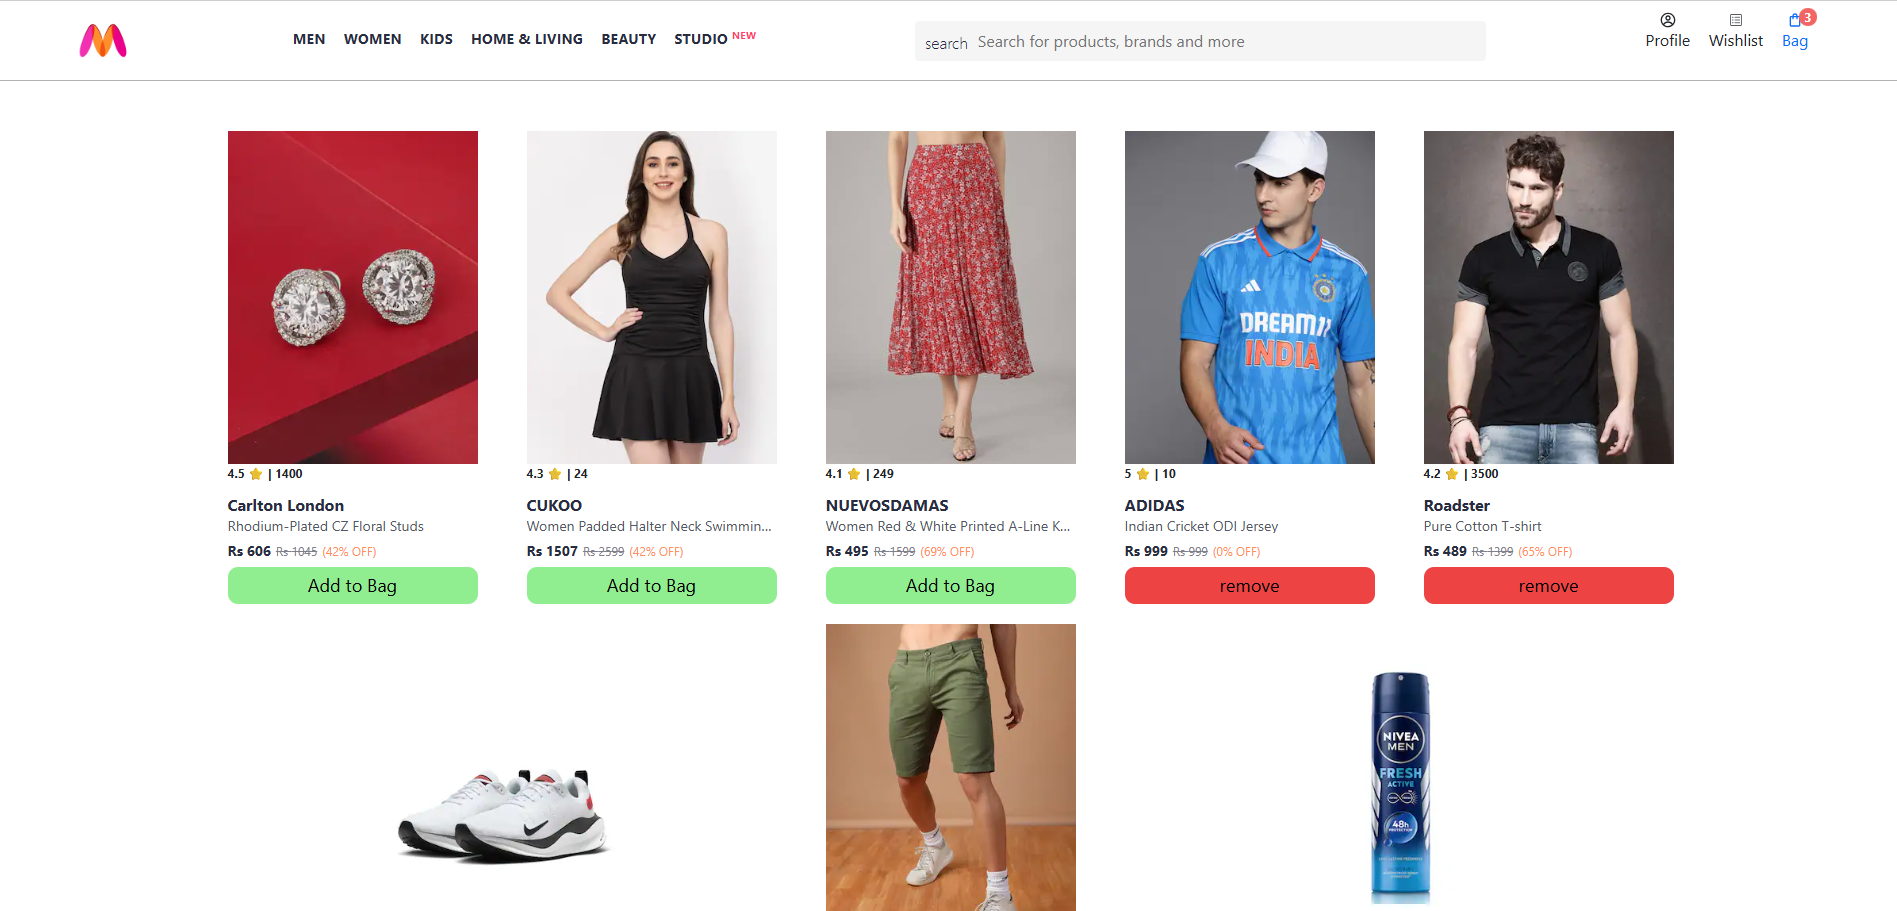 MEN WOMEN KIDS HOME & LIVING BEAUTY STUDIO NEW
search Search for products, brands and more
Profile Wishlist Bag 3
DREAM11
INDIA
4.5 ⭐ | 1400
Carlton London
Rhodium-Plated CZ Floral Studs
Rs 606 Rs 1045 (42% OFF)
Add to Bag
4.3 ⭐ | 24
CUKOO
Women Padded Halter Neck Swimmin...
Rs 1507 Rs 2599 (42% OFF)
Add to Bag
4.1 ⭐ | 249
NUEVOSDAMAS
Women Red & White Printed A-Line K...
Rs 495 Rs 1599 (69% OFF)
Add to Bag
5 ⭐ | 10
ADIDAS
Indian Cricket ODI Jersey
Rs 999 Rs 999 (0% OFF)
remove
4.2 ⭐ | 3500
Roadster
Pure Cotton T-shirt
Rs 489 Rs 1399 (65% OFF)
remove
NIVEA
MEN
FRESH
ACTIVE
48h
PROTECTION